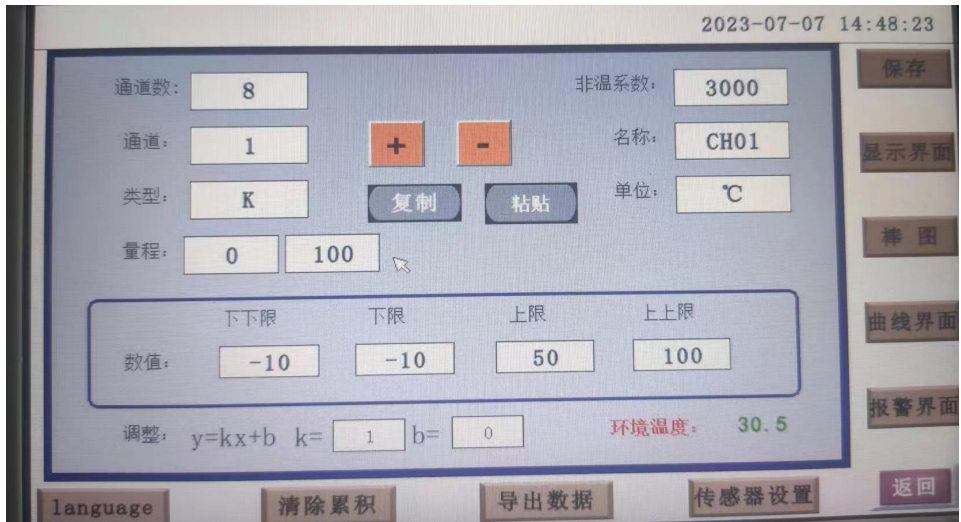 2023-07-07 14:48:23
通道数: 8 非温系数: 3000 保存
通道: 1 + - 名称: CH01 显示界面
类型: K 复制 粘贴 单位: ℃
量程: 0 100 棒 图
下下限 下限 上限 上上限 曲线界面
数值: -10 -10 50 100
调整: y=kx+b k= 1 b= 0 环境温度: 30.5 报警界面
language 清除累积 导出数据 传感器设置 返回